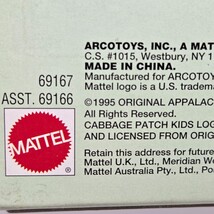 ARCOTOYS, INC., A MATT
C.S. #1015, Westbury, NY 1
MADE IN CHINA.
Manufactured for ARCOTOY
Mattel logo is a U.S. tradema
69167
ASST. 69166
©1995 ORIGINAL APPALAC
All Rights Reserved.
CABBAGE PATCH KIDS LOG
AND LICENSED FROM ORIG
MATTEL
Retain this address for future
Mattel U.K., Ltd., Meridian We
Mattel Australia Pty., Ltd., Por